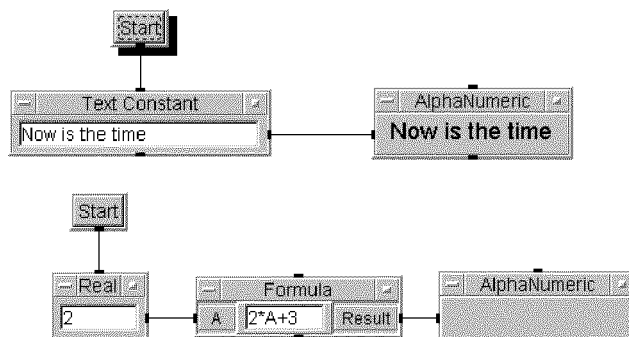 Start
Text Constant
AlphaNumeric
Now is the time
Now is the time
Start
Real
Formula
AlphaNumeric
2
A
2*A+3
Result